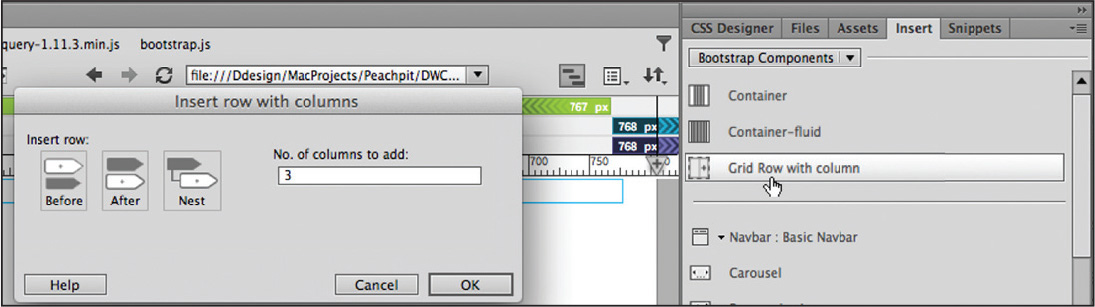 CSS Designer Files Assets Insert Snippets
query-1.11.3.min.js bootstrap.js
Bootstrap Components
file:///Ddesign/MacProjects/Peachpit/DWC...
Insert row with columns
767 px
768 px
768 px
Insert row:
No. of columns to add:
3
700 750
Before After Nest
Help Cancel OK
Container
Container-fluid
Grid Row with column
Navbar : Basic Navbar
Carousel